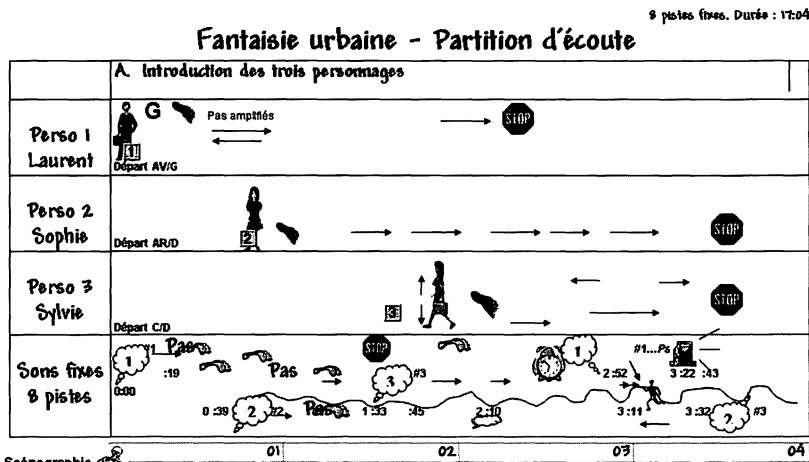 8 pistes fixes. Durée : 17:04
Fantaisie urbaine - Partition d'écoute
A. Introduction des trois personnages
Perso 1
Laurent
G
Pas amplifiés
STOP
1
Départ AV/G
Perso 2
Sophie
2
Départ AR/D
STOP
Perso 3
Sylvie
3
Départ C/D
STOP
Sons fixes
8 pistes
1
#1
Pas
:19
0:00
Pas
STOP
3
#3
1
2:52
#1...Ps
3:22 :43
0:39
2
#2
Pas
1:33
:45
2
2:10
3:11
3:32
2
#3
01
02
03
04
Scénographie